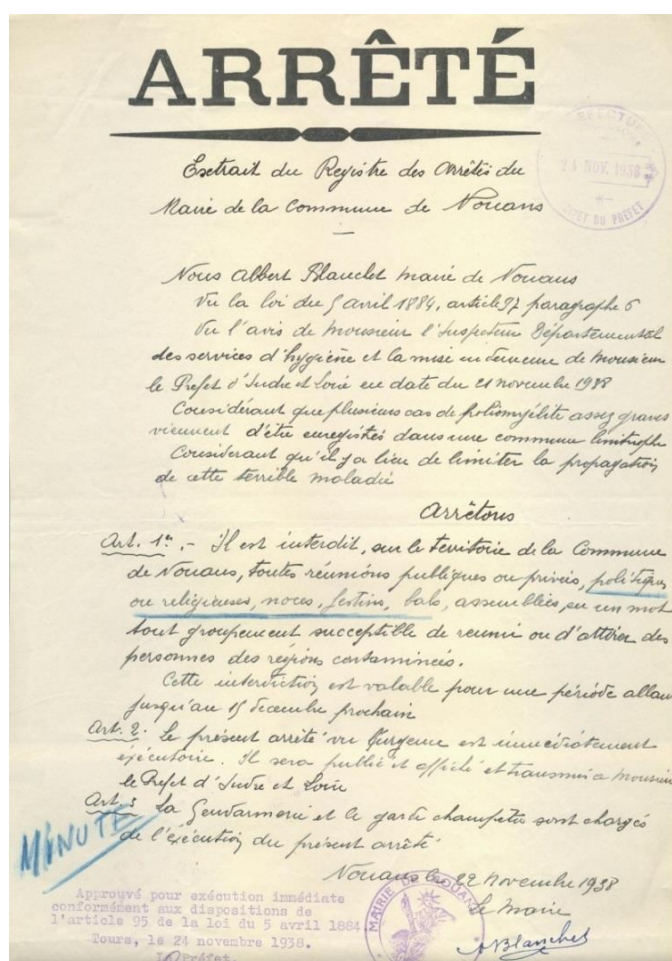 ARRÊTÉ
Extrait du Registre des Arrêtés du
Maire de la Commune de Nouans
PREFECTURE
24 NOV. 1938
DU PRÉFET
Nous Albert Blanchet maire de Nouans
Vu la loi du 5 avril 1884, article 97 paragraphe 6
Vu l'avis de Monsieur l'Inspecteur Départemental
des services d'hygiène et la mise en demeure de Monsieur
le Préfet d'Indre et Loire en date du 21 novembre 1938
Considérant que plusieurs cas de poliomyélite assez graves
viennent d'être enregistrés dans une commune limitrophe
Considérant qu'il y a lieu de limiter la propagation
de cette terrible maladie
Arrêtons
Art. 1er.- Il est interdit, sur le territoire de la Commune
de Nouans, toutes réunions publiques ou privées, politiques
ou religieuses, noces, festins, bals, assemblées, en un mot
tout groupement succeptible de reunir ou d'attirer des
personnes des régions contaminées.
Cette interdiction est valable pour une période allant
jusqu'au 15 décembre prochain
Art. 2. Le présent arrêté vu l'urgence est immédiatement
éxécutoire. Il sera publié et affiché et transmis à Monsieur
le Préfet d'Indre et Loire
Art. 3 La Gendarmerie et le garde champêtre sont chargés
de l'éxécution du présent arrêté
MINUTE
Nouans le 22 Novembre 1938
Le Maire
ABlanchet
MAIRIE DE NOUANS
Approuvé pour exécution immédiate
conformément aux dispositions de
l'article 95 de la loi du 5 avril 1884
Tours, le 24 novembre 1938.
Le Préfet,